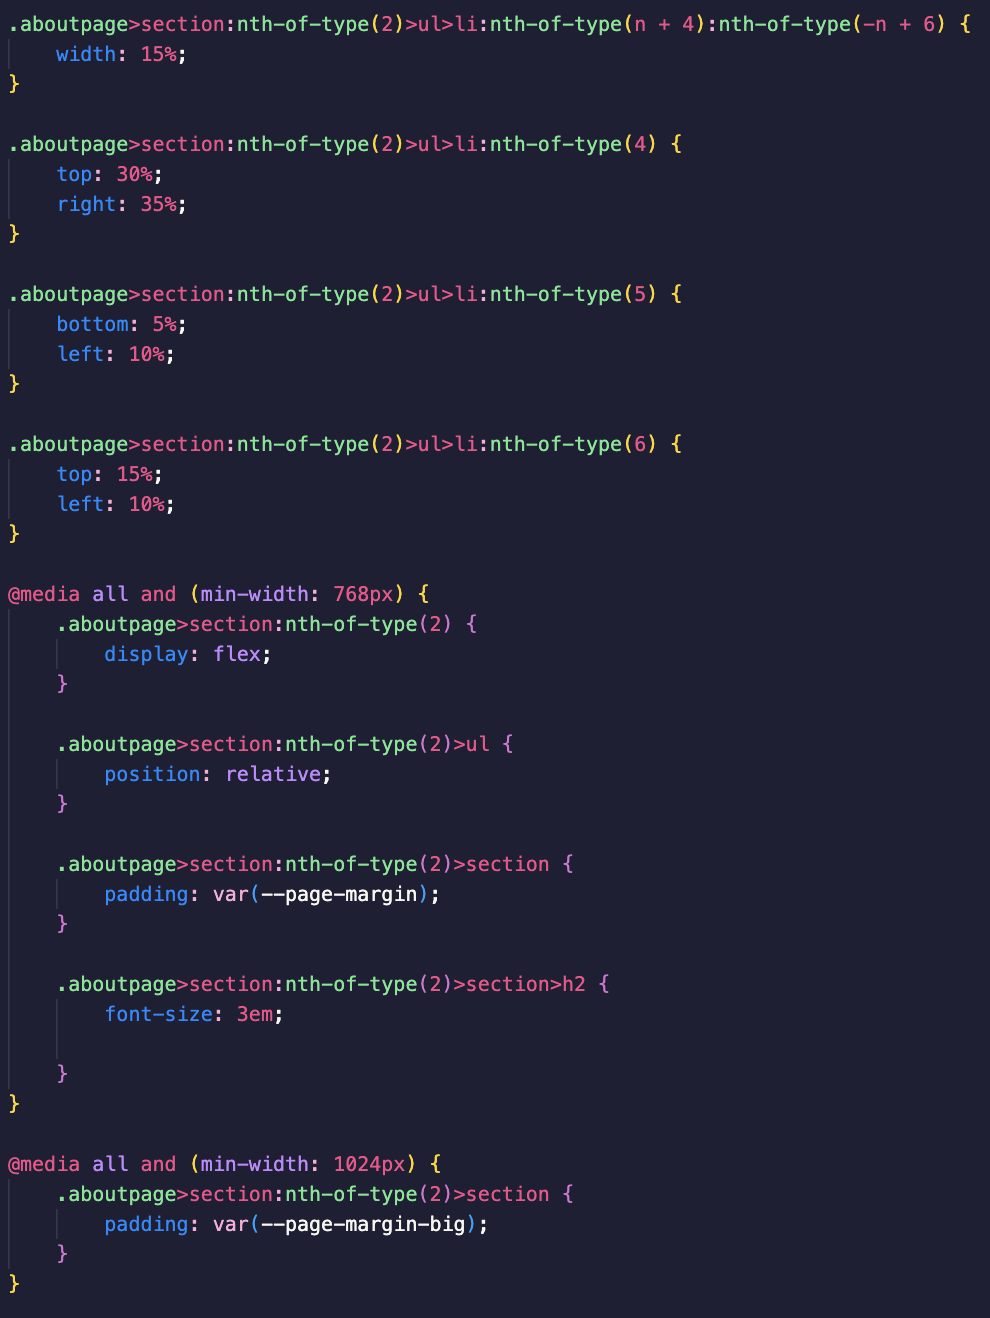 .aboutpage>section:nth-of-type(2)>ul>li:nth-of-type(n + 4):nth-of-type(-n + 6) {
    width: 15%;
}

.aboutpage>section:nth-of-type(2)>ul>li:nth-of-type(4) {
    top: 30%;
    right: 35%;
}

.aboutpage>section:nth-of-type(2)>ul>li:nth-of-type(5) {
    bottom: 5%;
    left: 10%;
}

.aboutpage>section:nth-of-type(2)>ul>li:nth-of-type(6) {
    top: 15%;
    left: 10%;
}

@media all and (min-width: 768px) {
    .aboutpage>section:nth-of-type(2) {
        display: flex;
    }

    .aboutpage>section:nth-of-type(2)>ul {
        position: relative;
    }

    .aboutpage>section:nth-of-type(2)>section {
        padding: var(--page-margin);
    }

    .aboutpage>section:nth-of-type(2)>section>h2 {
        font-size: 3em;

    }
}

@media all and (min-width: 1024px) {
    .aboutpage>section:nth-of-type(2)>section {
        padding: var(--page-margin-big);
    }
}